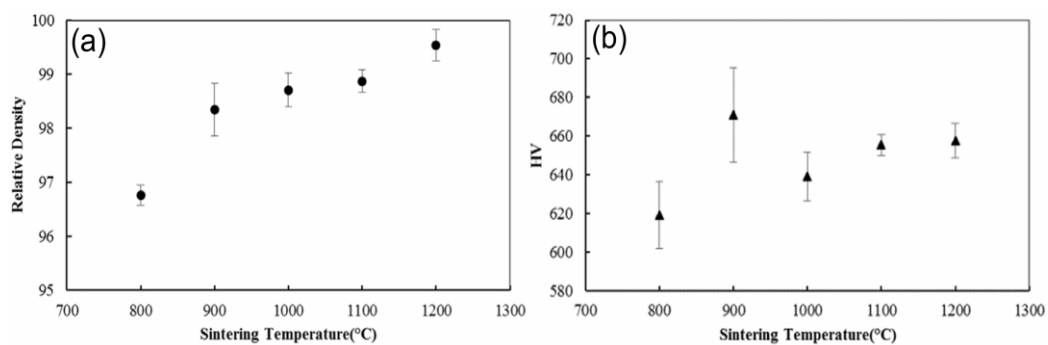 (a)
100
99
98
97
96
95
Relative Density
700 800 900 1000 1100 1200 1300
Sintering Temperature(°C)
(b)
720
700
680
660
640
620
600
580
HV
700 800 900 1000 1100 1200 1300
Sintering Temperature(°C)